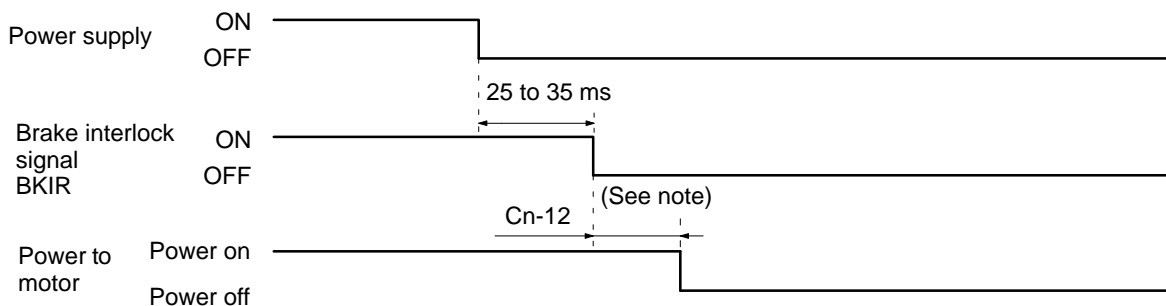 Power supply
ON
OFF
25 to 35 ms
Brake interlock
signal
BKIR
ON
OFF
(See note)
Cn-12
Power to
motor
Power on
Power off